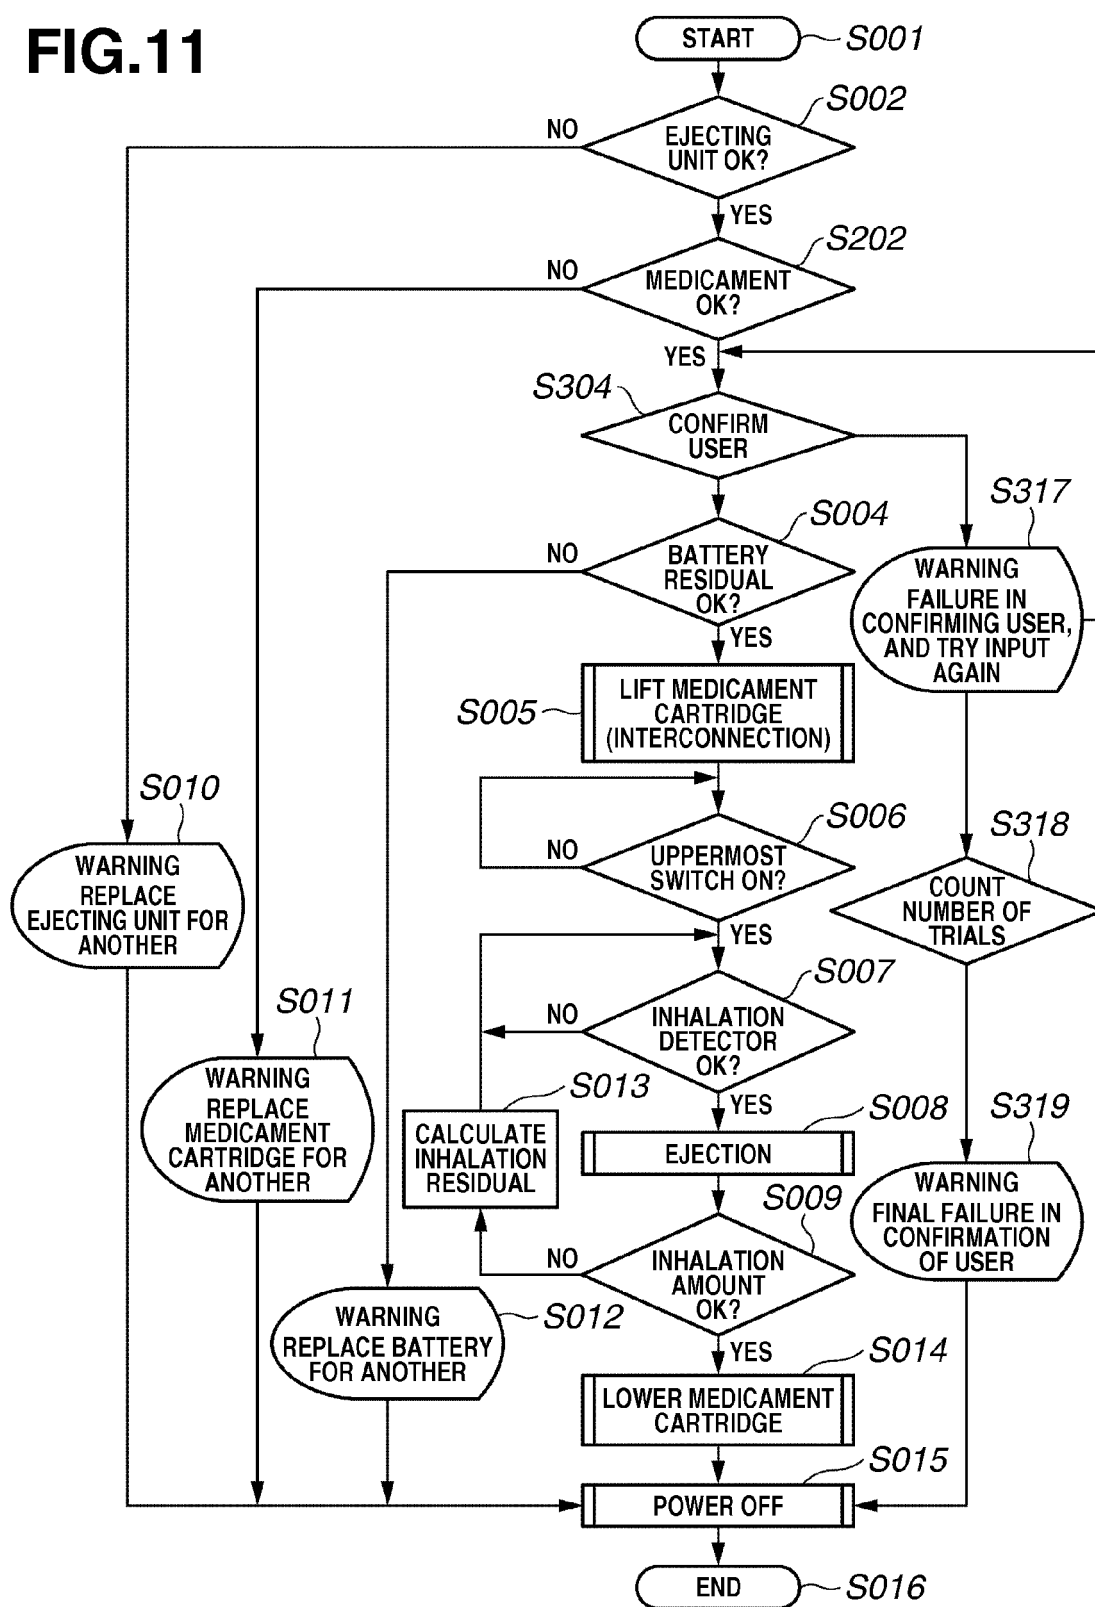 FIG.11
START
S001
S002
EJECTING
UNIT OK?
NO
YES
S202
MEDICAMENT
OK?
NO
YES
S304
CONFIRM
USER
S317
WARNING
FAILURE IN
CONFIRMING USER,
AND TRY INPUT
AGAIN
S004
BATTERY
RESIDUAL
OK?
NO
YES
S005
LIFT MEDICAMENT
CARTRIDGE
(INTERCONNECTION)
S010
WARNING
REPLACE
EJECTING UNIT FOR
ANOTHER
S006
UPPERMOST
SWITCH ON?
NO
YES
S318
COUNT
NUMBER OF
TRIALS
S007
INHALATION
DETECTOR
OK?
NO
YES
S011
WARNING
REPLACE
MEDICAMENT
CARTRIDGE FOR
ANOTHER
S013
CALCULATE
INHALATION
RESIDUAL
S008
EJECTION
S319
WARNING
FINAL FAILURE IN
CONFIRMATION
OF USER
S009
INHALATION
AMOUNT
OK?
NO
YES
S012
WARNING
REPLACE BATTERY
FOR ANOTHER
S014
LOWER MEDICAMENT
CARTRIDGE
S015
POWER OFF
END
S016